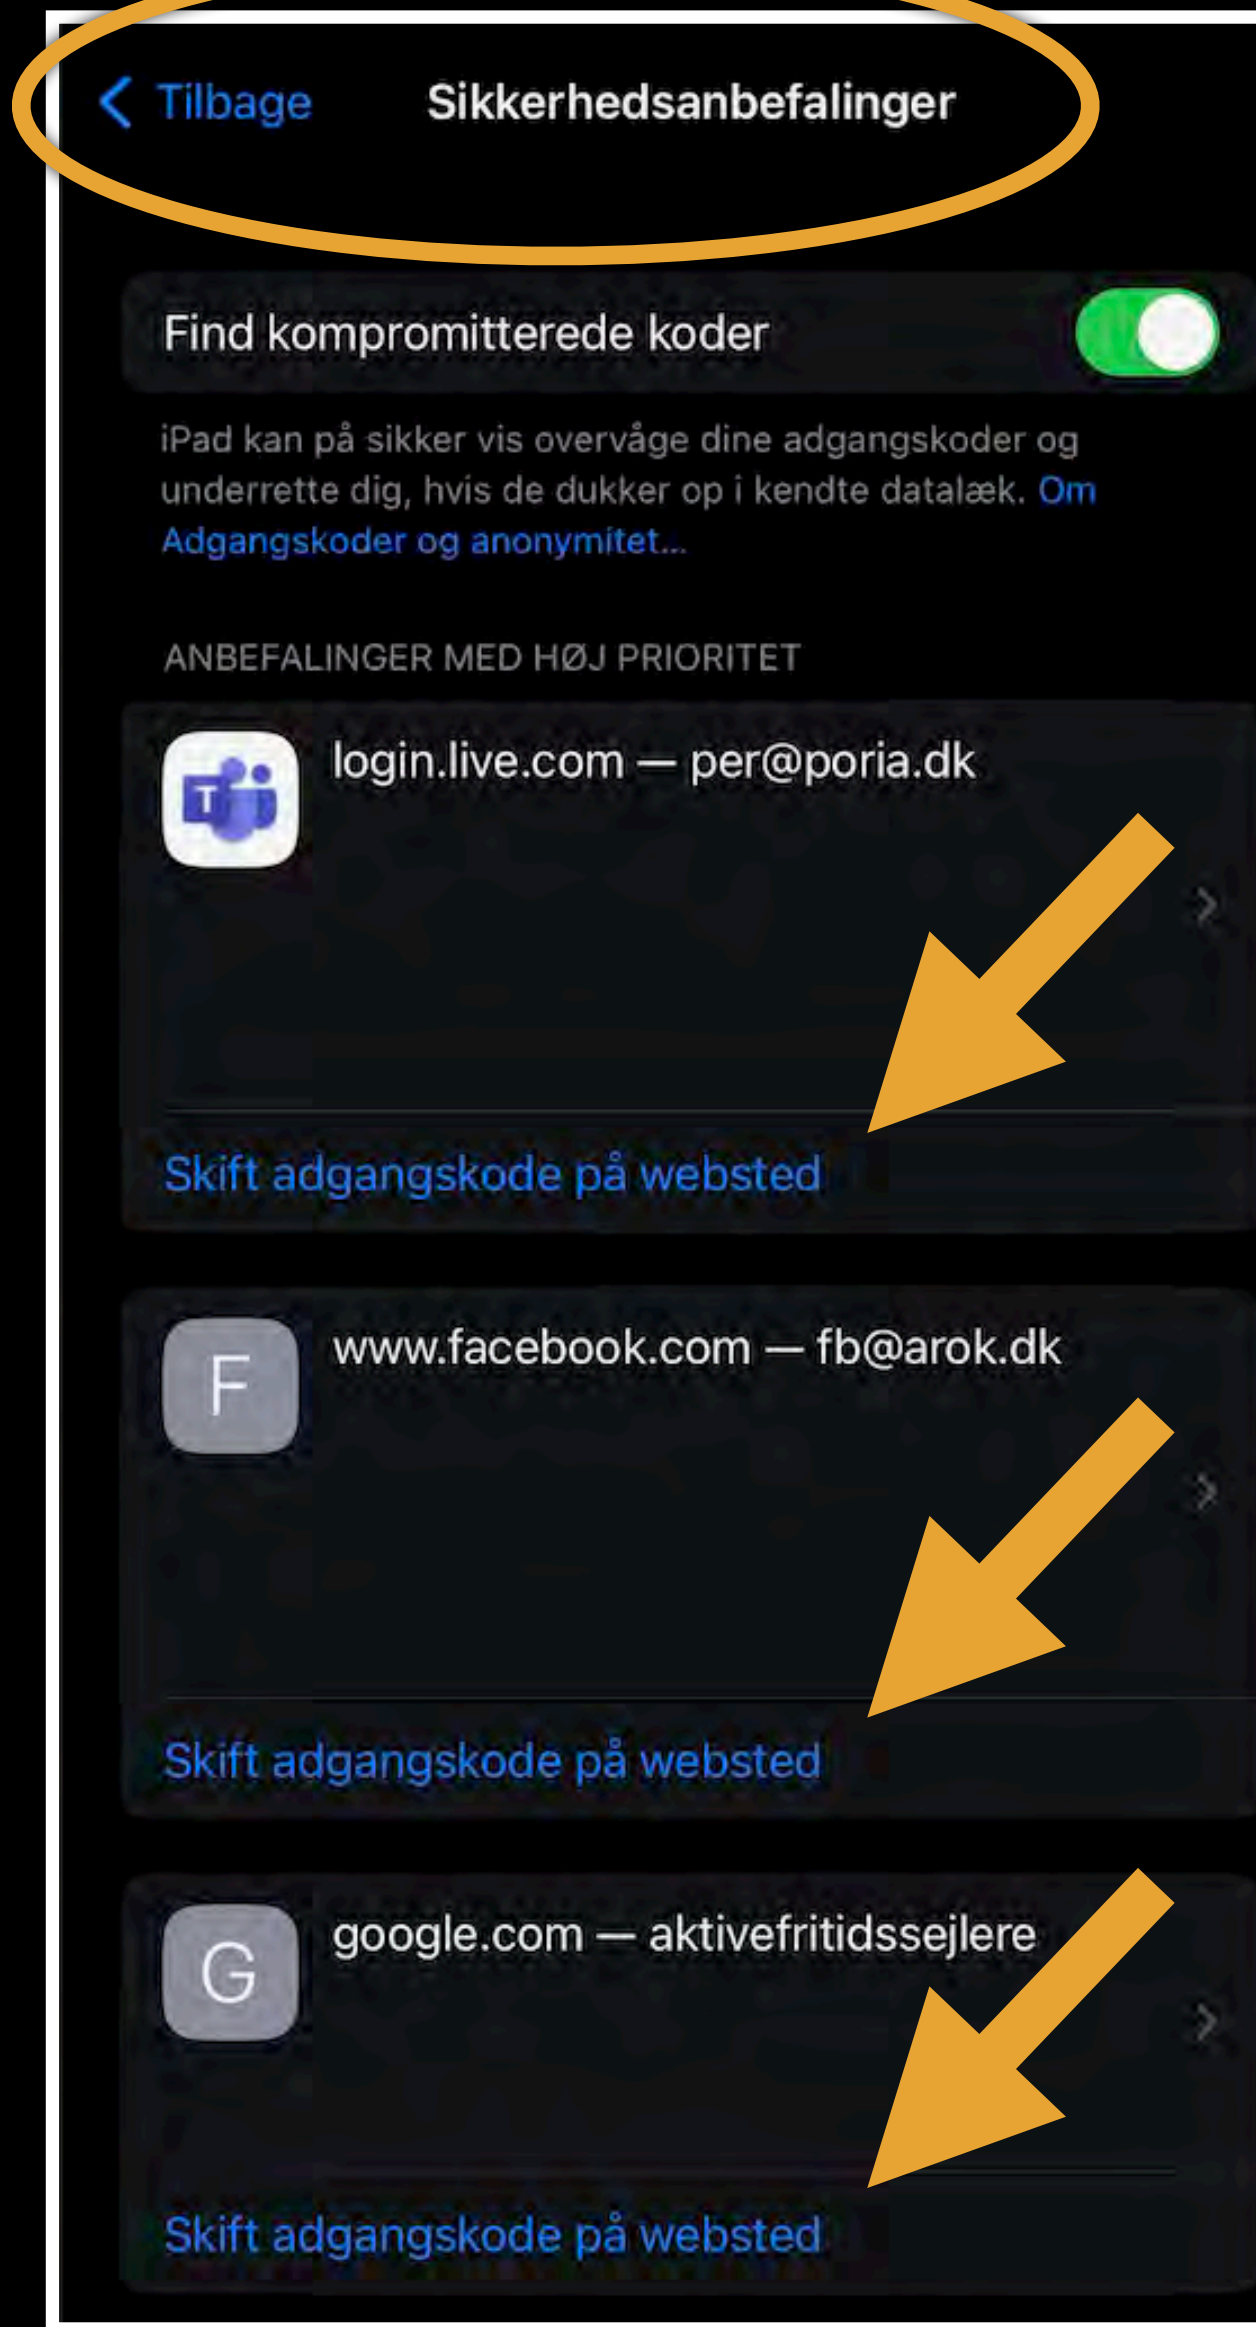 Tilbage Sikkerhedsanbefalinger
Find kompromitterede koder
iPad kan på sikker vis overvåge dine adgangskoder og
underrette dig, hvis de dukker op i kendte datalæk. Om
Adgangskoder og anonymitet...
ANBEFALINGER MED HØJ PRIORITET
T
login.live.com — per@poria.dk
Skift adgangskode på websted
F
www.facebook.com — fb@arok.dk
Skift adgangskode på websted
G
google.com — aktivefritidssejlere
Skift adgangskode på websted